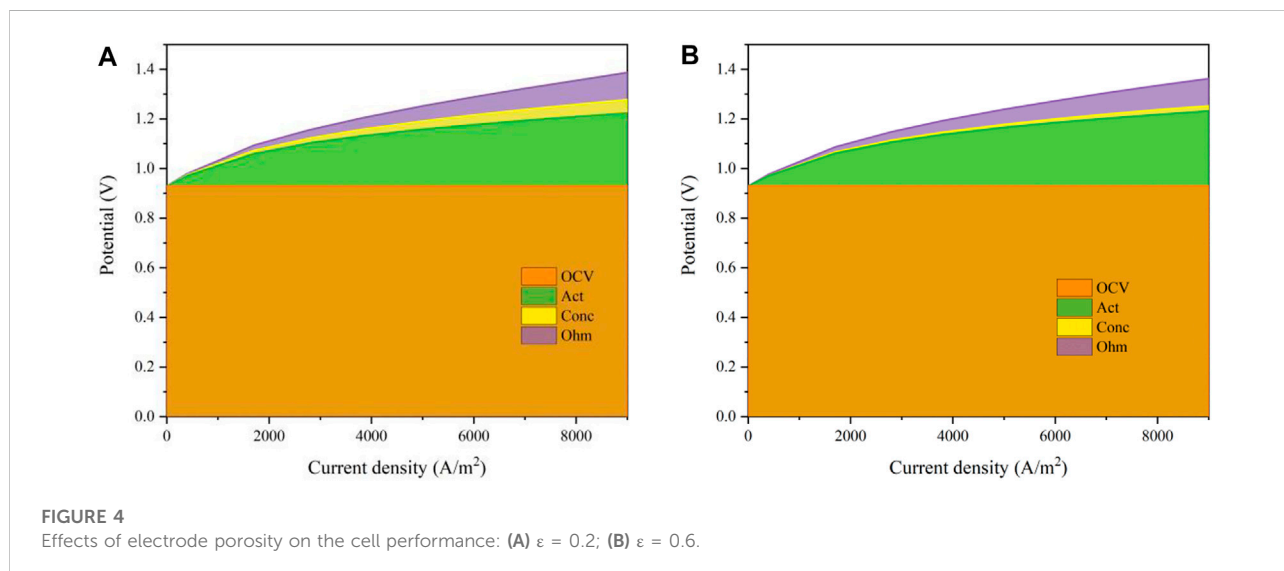 A
Potential (V)
1.4
1.2
1.0
0.8
0.6
0.4
0.2
0.0
OCV
Act
Conc
Ohm
0 2000 4000 6000 8000
Current density (A/m²)
B
Potential (V)
1.4
1.2
1.0
0.8
0.6
0.4
0.2
0.0
OCV
Act
Conc
Ohm
0 2000 4000 6000 8000
Current density (A/m²)
FIGURE 4
Effects of electrode porosity on the cell performance: (A) ε = 0.2; (B) ε = 0.6.